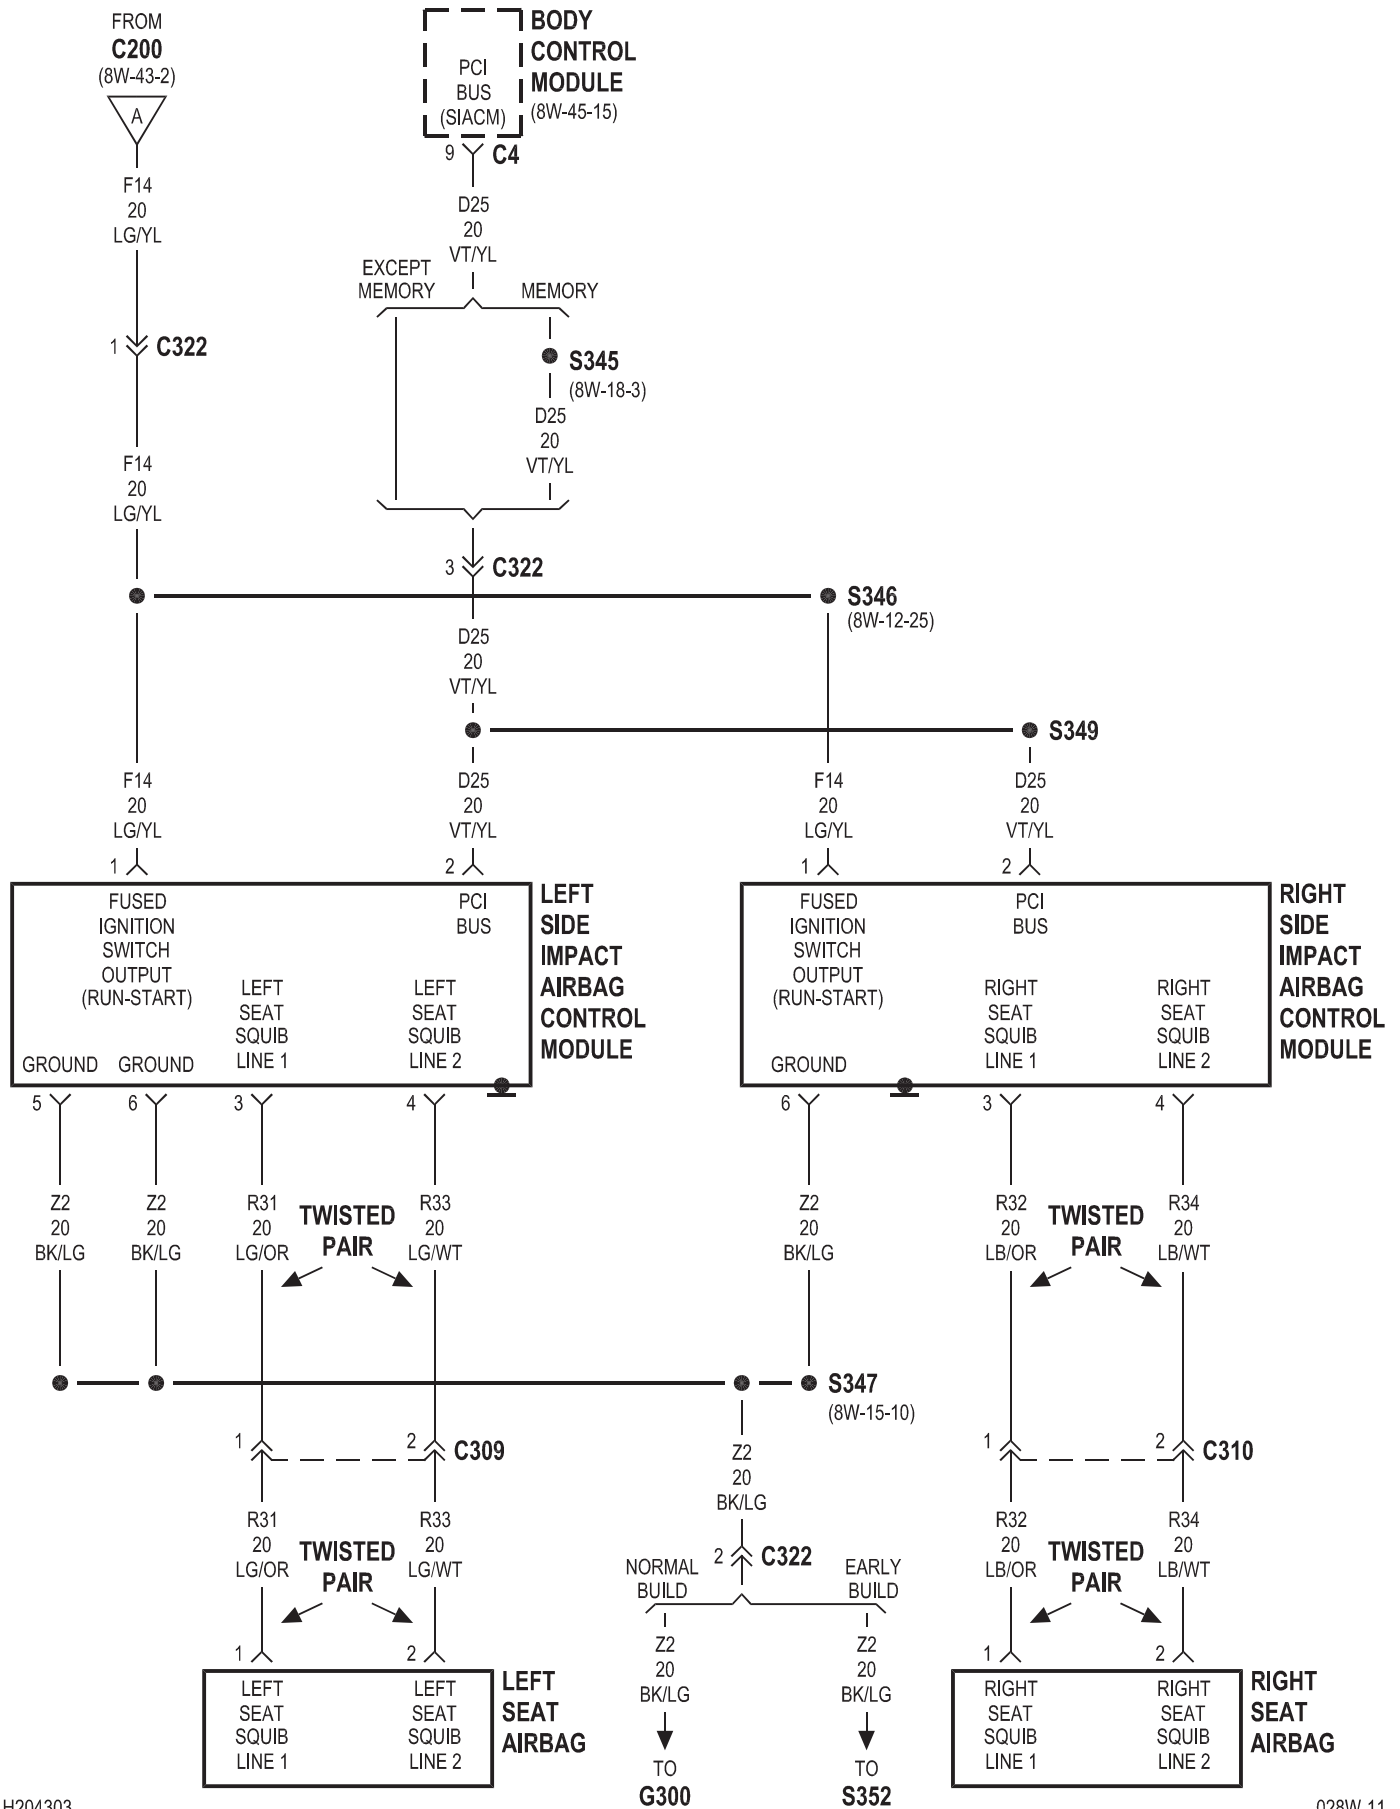 FROM
C200
(8W-43-2)
A
F14
20
LG/YL
1
C322
F14
20
LG/YL
PCI
BUS
(SIACM)
BODY
CONTROL
MODULE
(8W-45-15)
9
C4
D25
20
VT/YL
EXCEPT
MEMORY
MEMORY
S345
(8W-18-3)
D25
20
VT/YL
3
C322
S346
(8W-12-25)
D25
20
VT/YL
S349
F14
20
LG/YL
1
D25
20
VT/YL
2
F14
20
LG/YL
1
D25
20
VT/YL
2
FUSED
IGNITION
SWITCH
OUTPUT
(RUN-START)
PCI
BUS
LEFT
SEAT
SQUIB
LINE 1
LEFT
SEAT
SQUIB
LINE 2
GROUND
GROUND
LEFT
SIDE
IMPACT
AIRBAG
CONTROL
MODULE
FUSED
IGNITION
SWITCH
OUTPUT
(RUN-START)
PCI
BUS
GROUND
RIGHT
SEAT
SQUIB
LINE 1
RIGHT
SEAT
SQUIB
LINE 2
RIGHT
SIDE
IMPACT
AIRBAG
CONTROL
MODULE
5
6
3
4
6
3
4
Z2
20
BK/LG
Z2
20
BK/LG
R31
20
LG/OR
TWISTED
PAIR
R33
20
LG/WT
Z2
20
BK/LG
R32
20
LB/OR
TWISTED
PAIR
R34
20
LB/WT
S347
(8W-15-10)
1
2
C309
1
2
C310
Z2
20
BK/LG
2
C322
R31
20
LG/OR
TWISTED
PAIR
R33
20
LG/WT
NORMAL
BUILD
EARLY
BUILD
R32
20
LB/OR
TWISTED
PAIR
R34
20
LB/WT
1
2
1
2
Z2
20
BK/LG
Z2
20
BK/LG
LEFT
SEAT
SQUIB
LINE 1
LEFT
SEAT
SQUIB
LINE 2
LEFT
SEAT
AIRBAG
TO
G300
TO
S352
RIGHT
SEAT
SQUIB
LINE 1
RIGHT
SEAT
SQUIB
LINE 2
RIGHT
SEAT
AIRBAG
H204303
028W-11